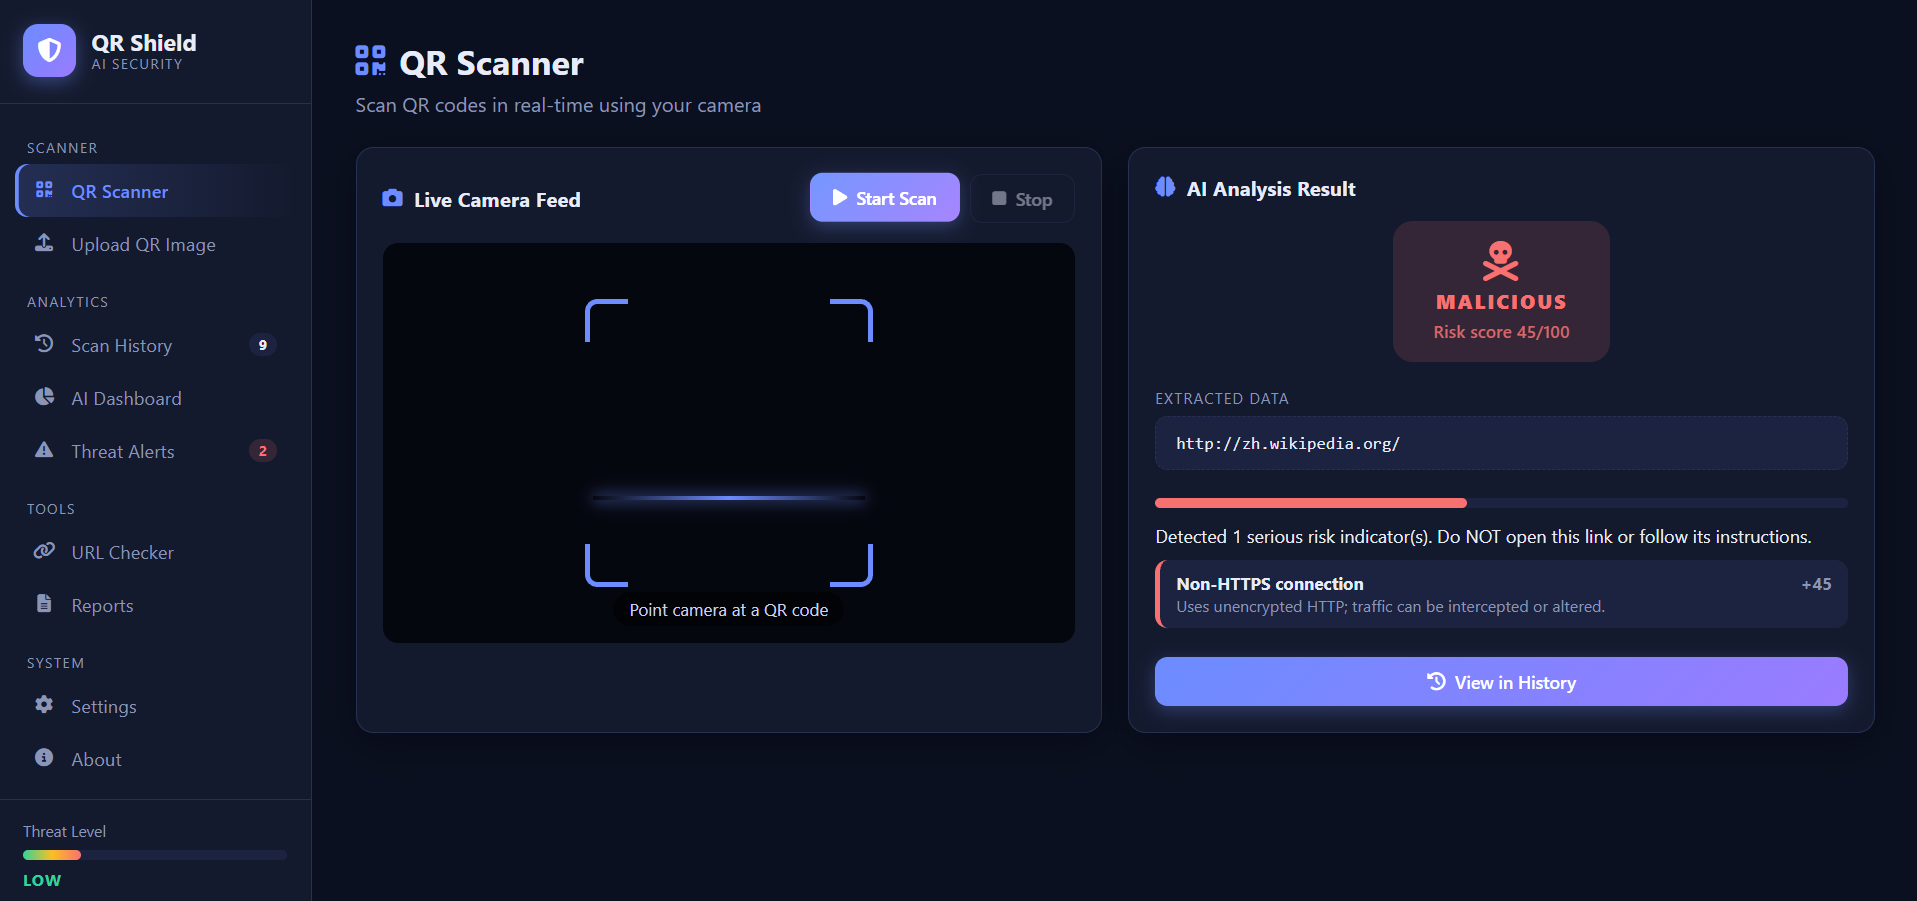 QR Shield
AI SECURITY
SCANNER
QR Scanner
Upload QR Image
ANALYTICS
Scan History 9
AI Dashboard
Threat Alerts 2
TOOLS
URL Checker
Reports
SYSTEM
Settings
About
Threat Level
LOW
QR Scanner
Scan QR codes in real-time using your camera
Live Camera Feed
Start Scan
Stop
Point camera at a QR code
AI Analysis Result
MALICIOUS
Risk score 45/100
EXTRACTED DATA
http://zh.wikipedia.org/
Detected 1 serious risk indicator(s). Do NOT open this link or follow its instructions.
Non-HTTPS connection +45
Uses unencrypted HTTP; traffic can be intercepted or altered.
View in History